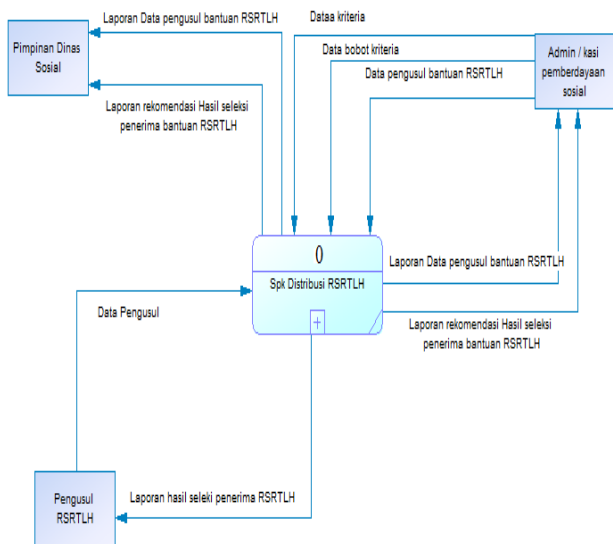 Laporan Data pengusul bantuan RSRTLH
Dataa kriteria
Pimpinan Dinas
Sosial
Data bobot kriteria
Admin / kasi
pemberdayaan
sosial
Data pengusul bantuan RSRTLH
Laporan rekomendasi Hasil seleksi
penerima bantuan RSRTLH
0
Spk Distribusi RSRTLH
+
Laporan Data pengusul bantuan RSRTLH
Data Pengusul
Laporan rekomendasi Hasil seleksi
penerima bantuan RSRTLH
Pengusul
RSRTLH
Laporan hasil seleki penerima RSRTLH